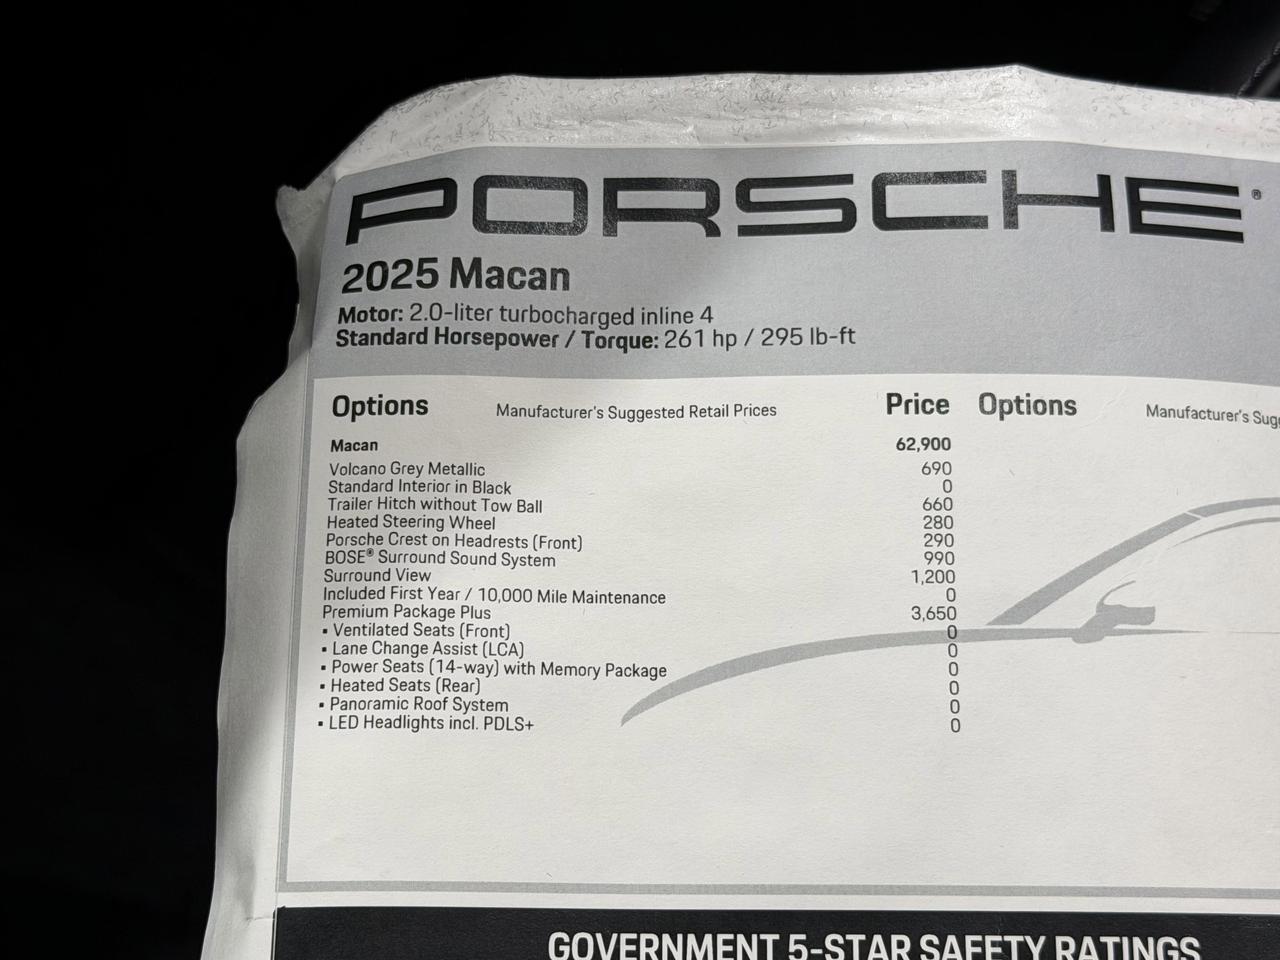 PORSCHE®
2025 Macan
Motor: 2.0-liter turbocharged inline 4
Standard Horsepower / Torque: 261 hp / 295 lb-ft
Options Manufacturer's Suggested Retail Prices Price Options Manufacturer's
Macan 62,900
Volcano Grey Metallic 690
Standard Interior in Black 0
Trailer Hitch without Tow Ball 660
Heated Steering Wheel 280
Porsche Crest on Headrests (Front) 290
BOSE® Surround Sound System 990
Surround View 1,200
Included First Year / 10,000 Mile Maintenance 0
Premium Package Plus 3,650
▪ Ventilated Seats (Front) 0
▪ Lane Change Assist (LCA) 0
▪ Power Seats (14-way) with Memory Package 0
▪ Heated Seats (Rear) 0
▪ Panoramic Roof System 0
▪ LED Headlights incl. PDLS+ 0
GOVERNMENT 5-STAR SAFETY RATINGS